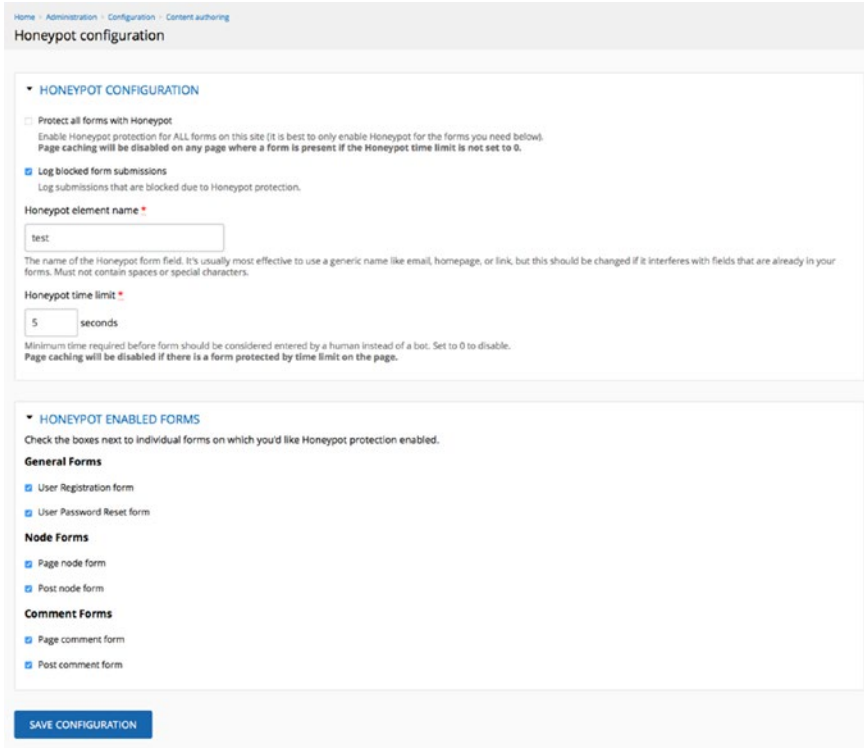 Home » Administration » Configuration » Content authoring
Honeypot configuration
HONEYPOT CONFIGURATION
Protect all forms with Honeypot
Enable Honeypot protection for ALL forms on this site (it is best to only enable Honeypot for the forms you need below).
Page caching will be disabled on any page where a form is present if the Honeypot time limit is not set to 0.
Log blocked form submissions
Log submissions that are blocked due to Honeypot protection.
Honeypot element name *
test
The name of the Honeypot form field. It's usually most effective to use a generic name like email, homepage, or link, but this should be changed if it interferes with fields that are already in your
forms. Must not contain spaces or special characters.
Honeypot time limit *
5 seconds
Minimum time required before form should be considered entered by a human instead of a bot. Set to 0 to disable.
Page caching will be disabled if there is a form protected by time limit on the page.
HONEYPOT ENABLED FORMS
Check the boxes next to individual forms on which you'd like Honeypot protection enabled.
General Forms
User Registration form
User Password Reset form
Node Forms
Page node form
Post node form
Comment Forms
Page comment form
Post comment form
SAVE CONFIGURATION